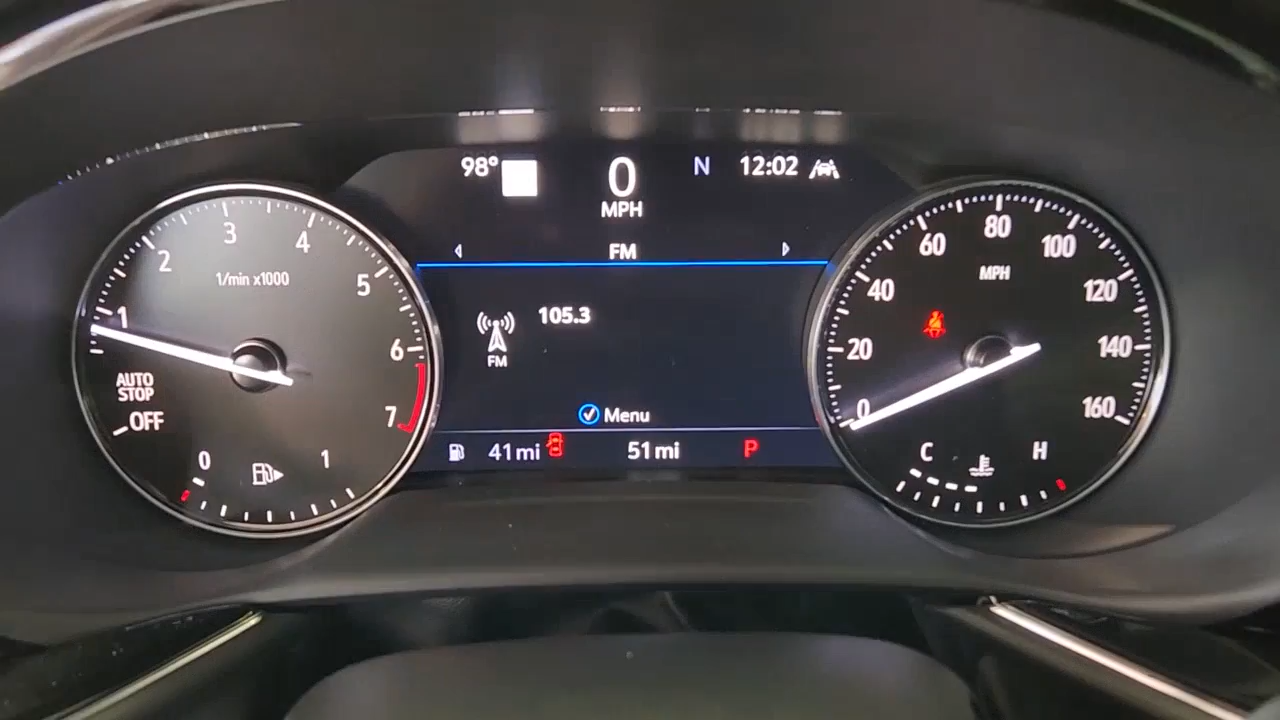 98° 0 N 12:02
MPH
FM
105.3
FM
Menu
41 mi 51 mi P
1/min x1000
1 2 3 4 5 6 7
AUTO
STOP
OFF
0 1
0 20 40 60 80 100 120 140 160
MPH
C H